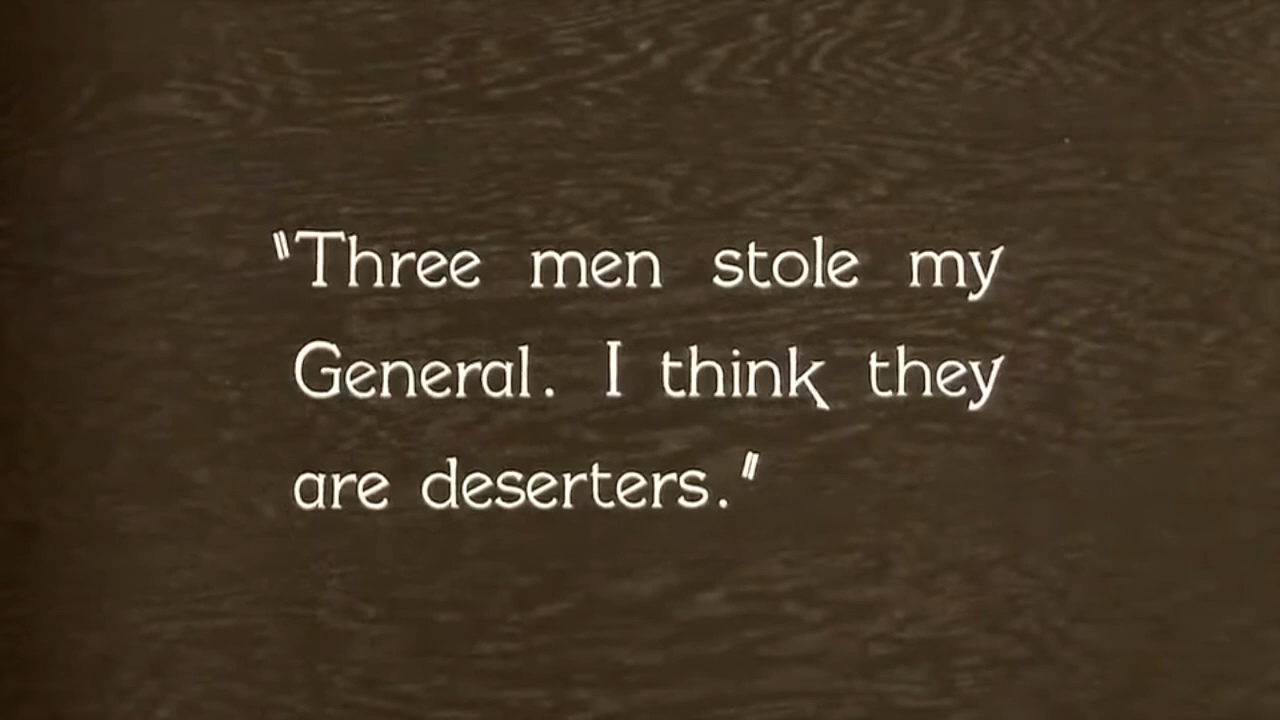 "Three men stole my
General. I think they
are deserters."